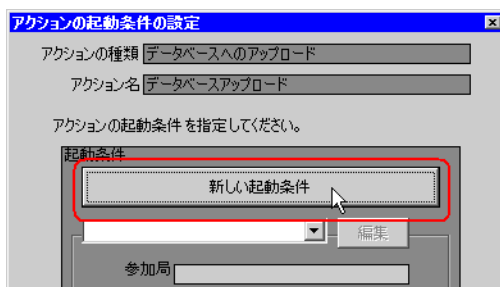 アクションの起動条件の設定
アクションの種類 データベースへのアップロード
アクション名 データベースアップロード
アクションの起動条件を指定してください。
起動条件
新しい起動条件
編集
参加局